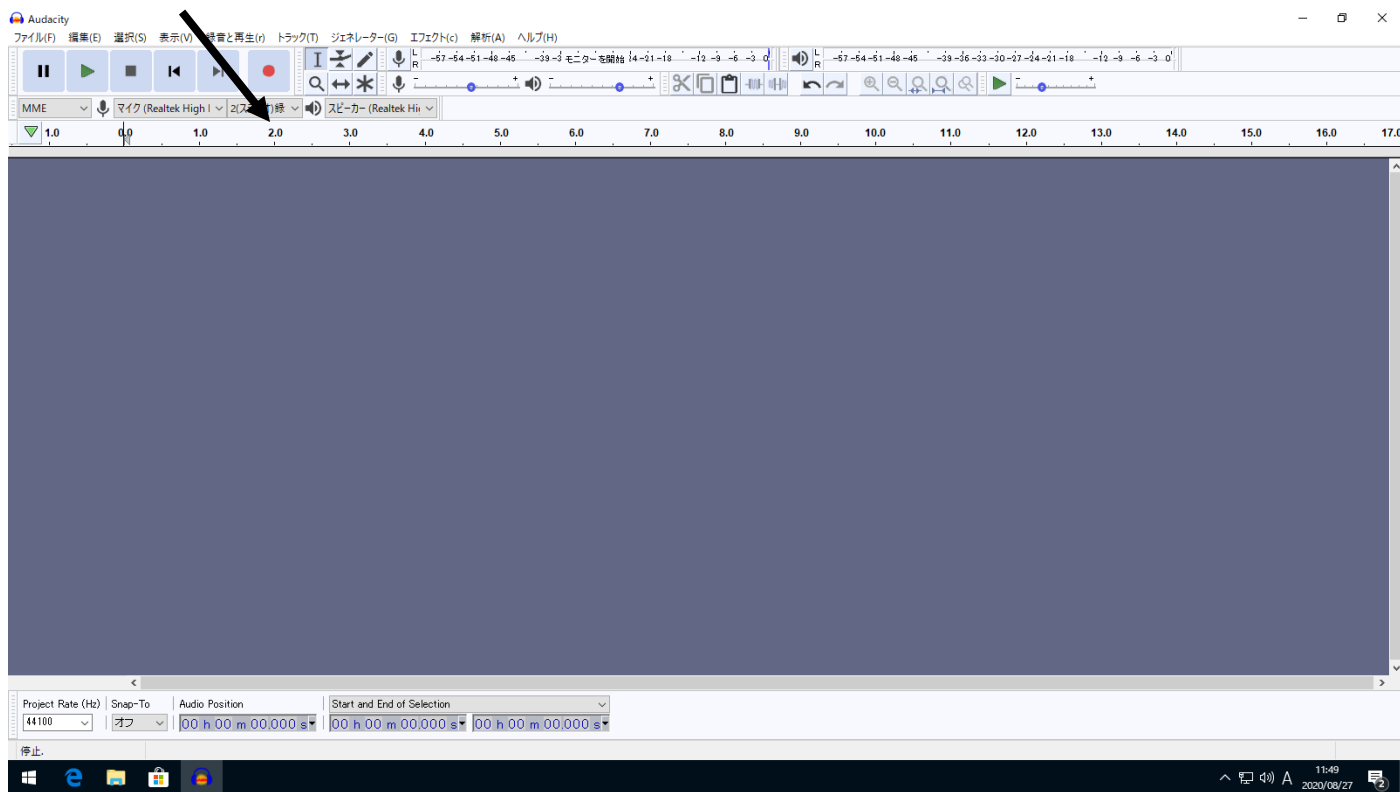 Audacity
ファイル(F) 編集(E) 選択(S) 表示(V) 録音と再生(r) トラック(T) ジェネレーター(G) エフェクト(c) 解析(A) ヘルプ(H)
L R -57 -54 -51 -48 -45 -39 -3 モニターを開始 !4 -21 -18 -12 -9 -6 -3 0 L R -57 -54 -51 -48 -45 -39 -36 -33 -30 -27 -24 -21 -18 -12 -9 -6 -3 0
MME マイク (Realtek High 2(ス 録 スピーカー (Realtek Hi
1.0 0.0 1.0 2.0 3.0 4.0 5.0 6.0 7.0 8.0 9.0 10.0 11.0 12.0 13.0 14.0 15.0 16.0 17.0
Project Rate (Hz) Snap-To Audio Position Start and End of Selection
44100 オフ 00 h 00 m 00.000 s 00 h 00 m 00.000 s 00 h 00 m 00.000 s
停止.
A 11:49
2020/08/27 2